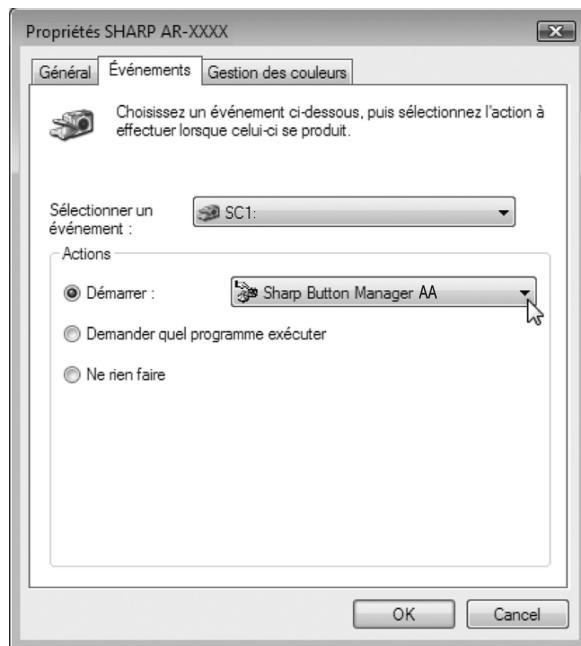 Propriétés SHARP AR-XXXX
Général Événements Gestion des couleurs
Choisissez un événement ci-dessous, puis sélectionnez l'action à
effectuer lorsque celui-ci se produit.
Sélectionner un
événement :
SC1:
Actions
Démarrer : Sharp Button Manager AA
Demander quel programme exécuter
Ne rien faire
OK Cancel